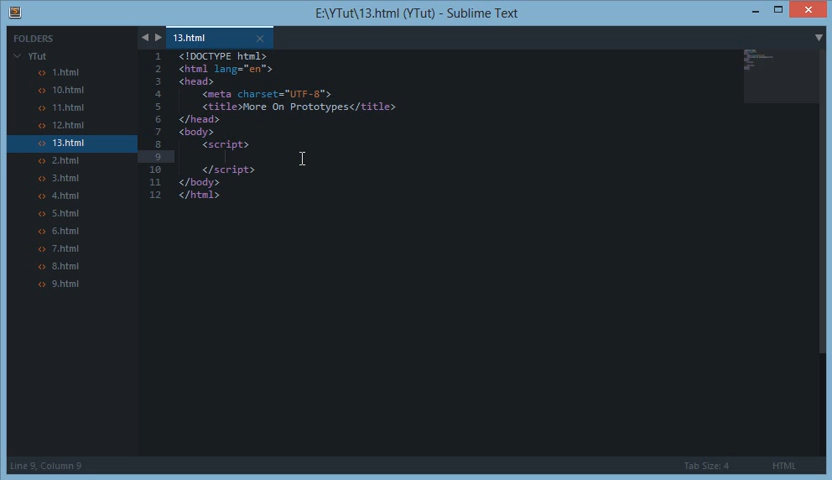 E:\YTut\13.html (YTut) - Sublime Text
FOLDERS
YTut
1.html
10.html
11.html
12.html
13.html
2.html
3.html
4.html
5.html
6.html
7.html
8.html
9.html
13.html
1 <!DOCTYPE html>
2 <html lang="en">
3 <head>
4 <meta charset="UTF-8">
5 <title>More On Prototypes</title>
6 </head>
7 <body>
8 <script>
9
10 </script>
11 </body>
12 </html>
Line 9, Column 9
Tab Size: 4
HTML